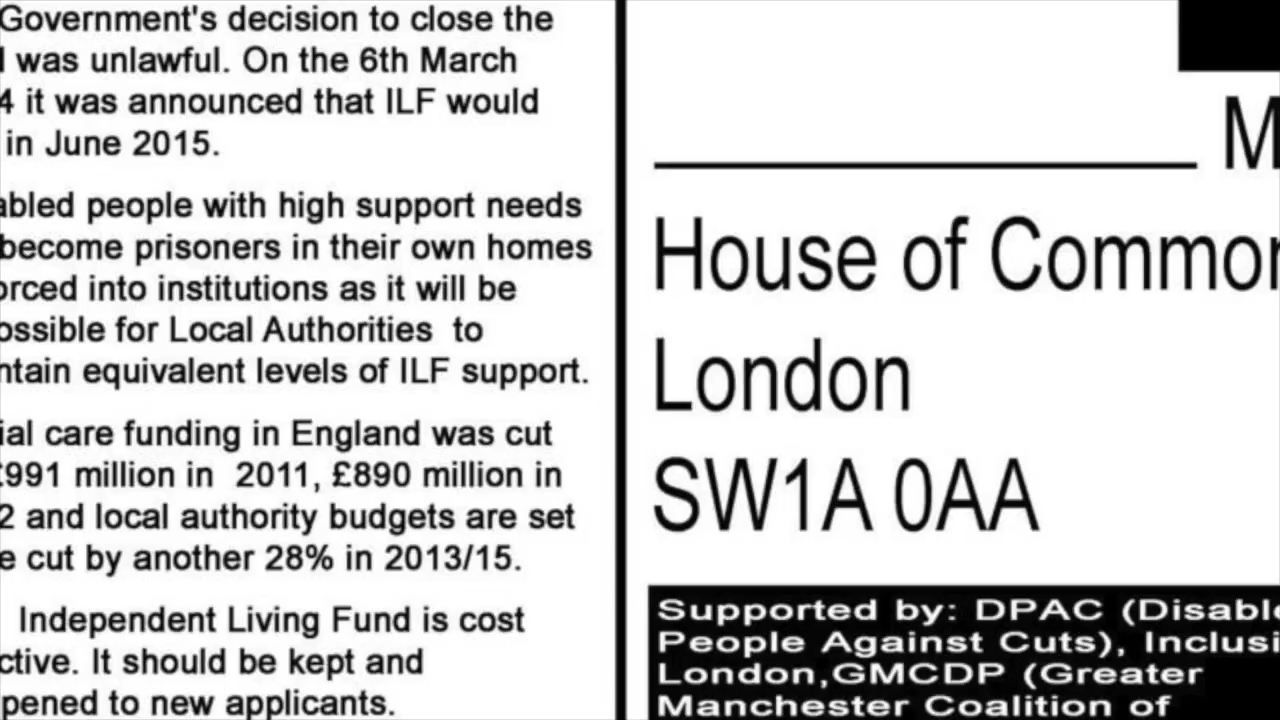 Government's decision to close the
was unlawful. On the 6th March
4 it was announced that ILF would
in June 2015.
abled people with high support needs
become prisoners in their own homes
orced into institutions as it will be
ossible for Local Authorities to
ntain equivalent levels of ILF support.
ial care funding in England was cut
£991 million in 2011, £890 million in
2 and local authority budgets are set
e cut by another 28% in 2013/15.
Independent Living Fund is cost
ctive. It should be kept and
pened to new applicants.
M
House of Common
London
SW1A 0AA
Supported by: DPAC (Disable
People Against Cuts), Inclusi
London,GMCDP (Greater
Manchester Coalition of